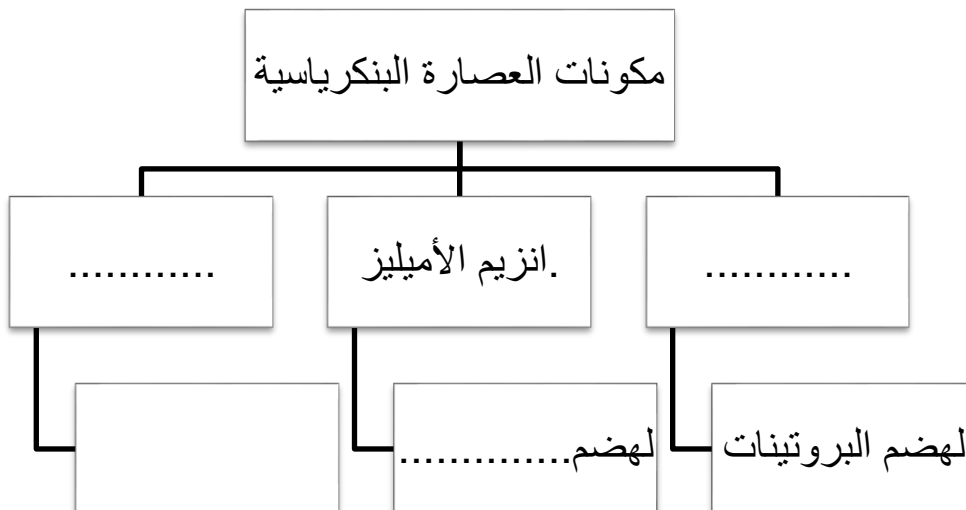 مكونات العصارة البنكرياسية
............
.انزيم الأميليز
............
لهضم البروتينات
لهضم..............